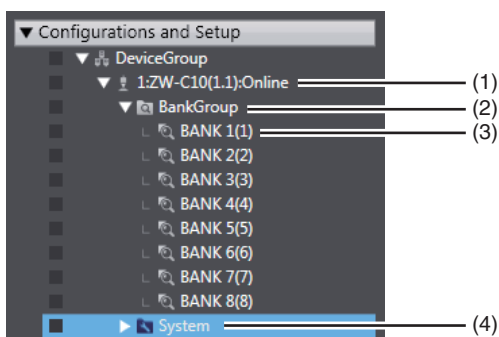 ▼ Configurations and Setup
▼ DeviceGroup
▼ 1:ZW-C10(1.1):Online (1)
▼ BankGroup (2)
BANK 1(1) (3)
BANK 2(2)
BANK 3(3)
BANK 4(4)
BANK 5(5)
BANK 6(6)
BANK 7(7)
BANK 8(8)
▶ System (4)